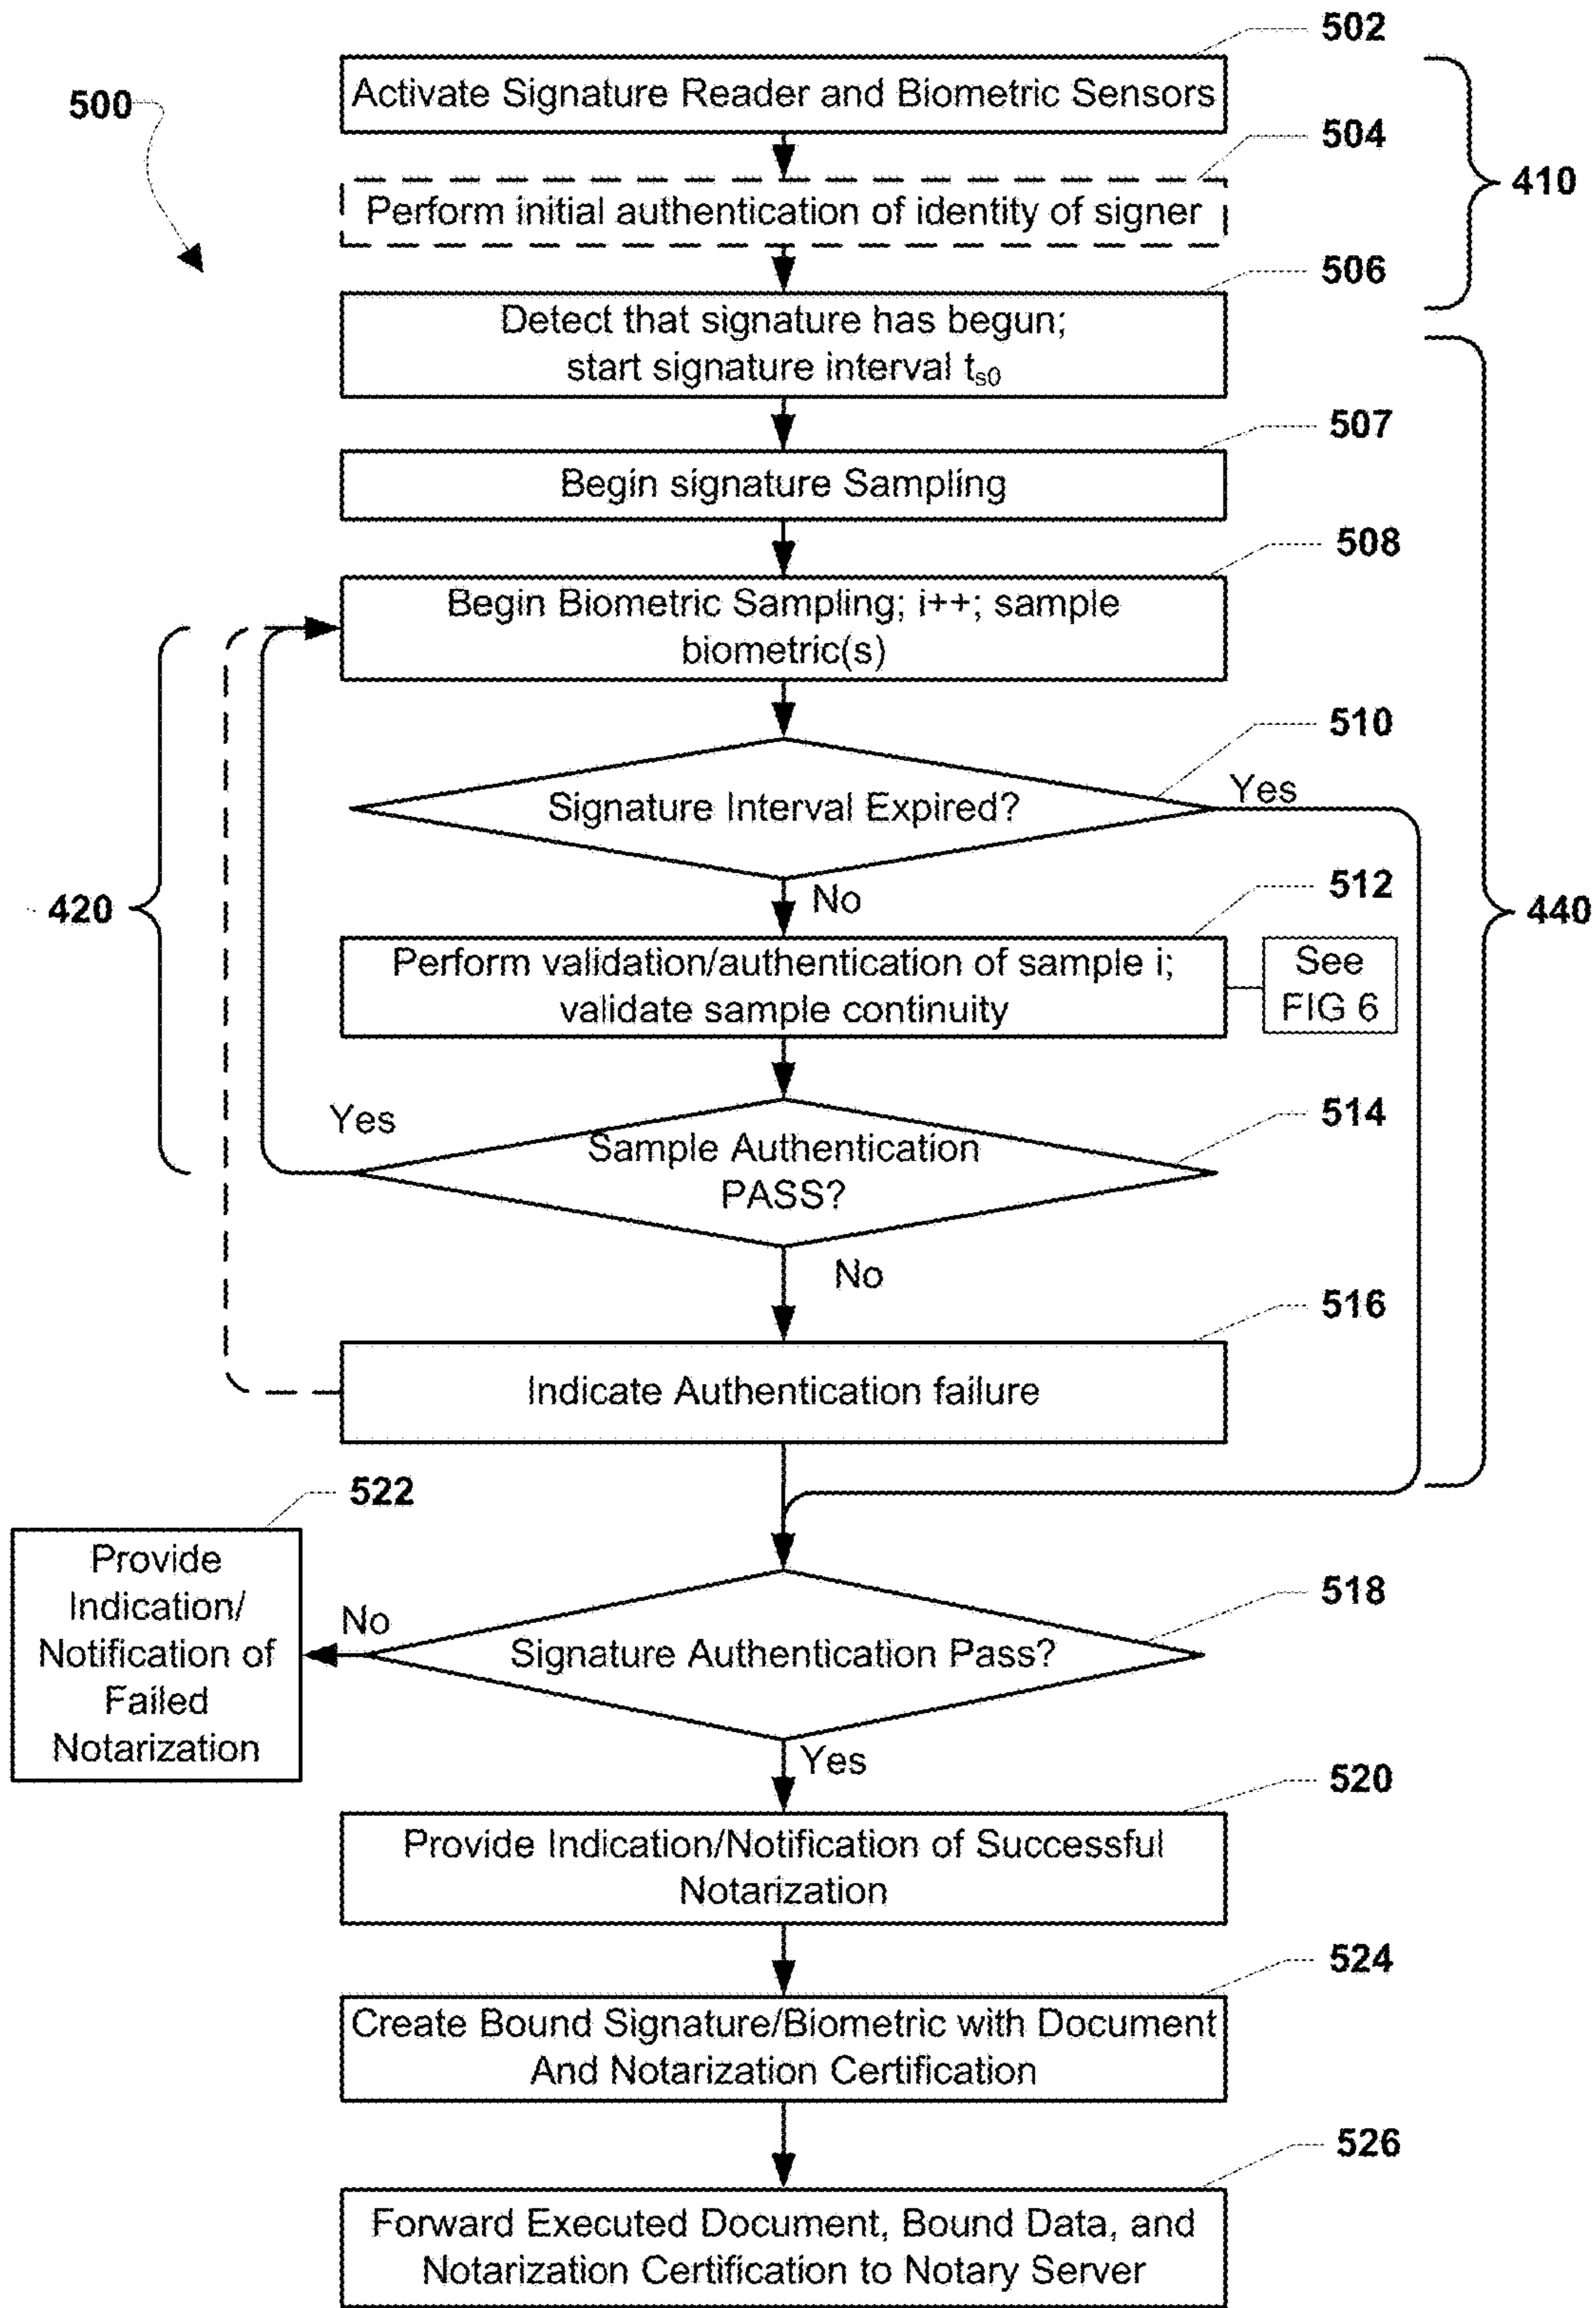 502
Activate Signature Reader and Biometric Sensors
500
504
410
Perform initial authentication of identity of signer
506
Detect that signature has begun;
start signature interval ts0
507
Begin signature Sampling
508
Begin Biometric Sampling; i++; sample
biometric(s)
510
Signature Interval Expired?
Yes
No
512
420
440
Perform validation/authentication of sample i;
validate sample continuity
See
FIG 6
514
Yes
Sample Authentication
PASS?
No
516
Indicate Authentication failure
522
Provide
Indication/
Notification of
Failed
Notarization
No
518
Signature Authentication Pass?
Yes
520
Provide Indication/Notification of Successful
Notarization
524
Create Bound Signature/Biometric with Document
And Notarization Certification
526
Forward Executed Document, Bound Data, and
Notarization Certification to Notary Server